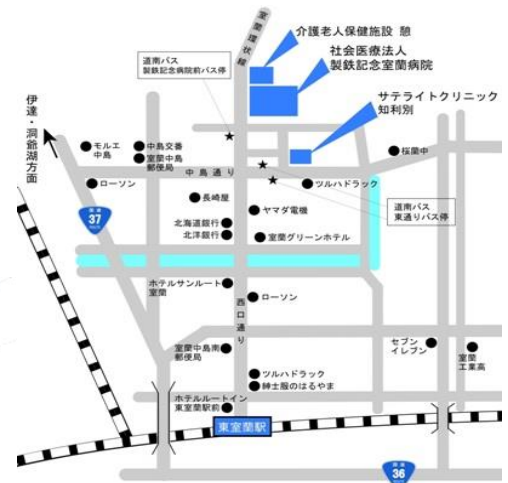 室蘭環状線
介護老人保健施設 憩
社会医療法人
製鉄記念室蘭病院
道南バス
製鉄記念病院前バス停
サテライトクリニック
知利別
伊達・洞爺湖方面
モルエ
中島
中島交番
室蘭中島
郵便局
桜蘭中
中島通り
ローソン
ツルハドラック
長崎屋
道南バス
東通りバス停
国道
37
ヤマダ電機
北海道銀行
北洋銀行
室蘭グリーンホテル
ホテルサンルート
室蘭
ローソン
西口通り
室蘭中島南
郵便局
セブン
イレブン
室蘭
工業高
ツルハドラック
紳士服のはるやま
ホテルルートイン
東室蘭駅前
東室蘭駅
国道
36